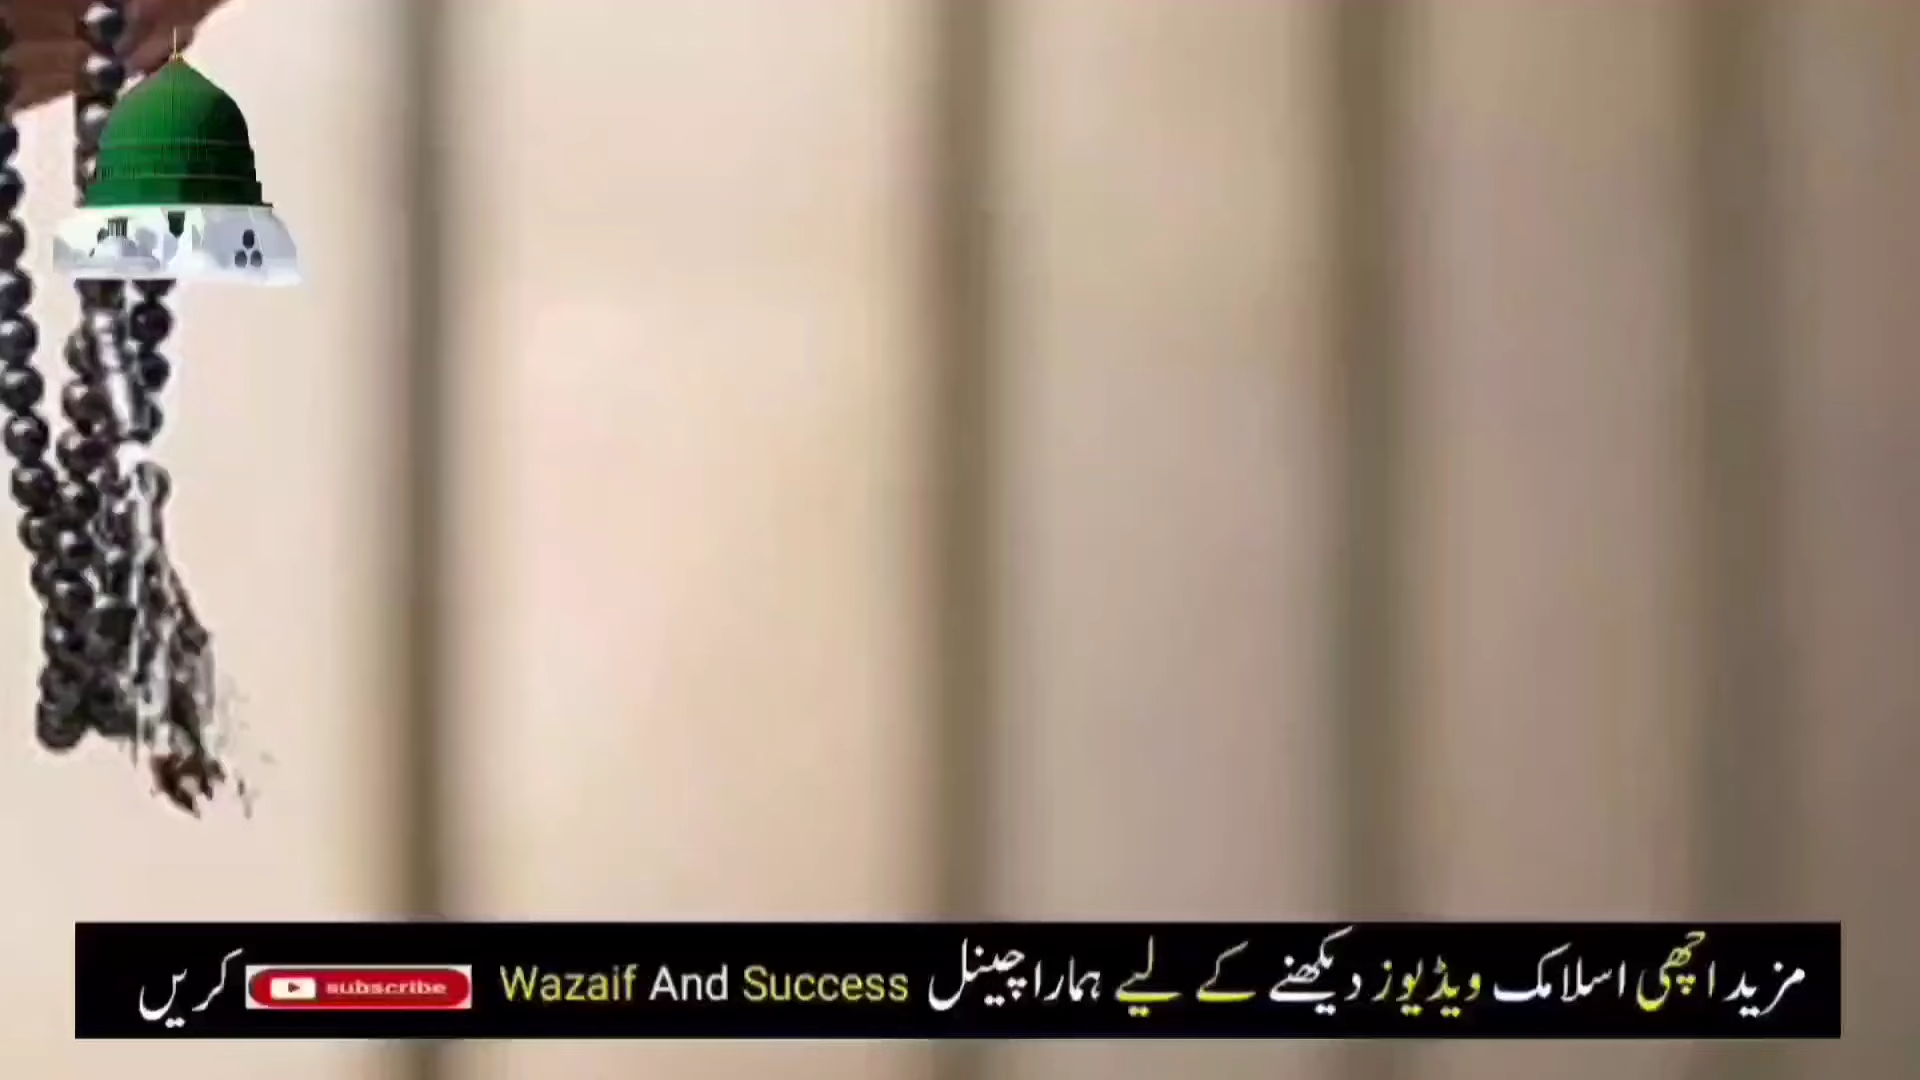 مزید اچھی اسلامک ویڈیوز دیکھنے کے لیے ہمارا چینل Wazaif And Success subscribe کریں